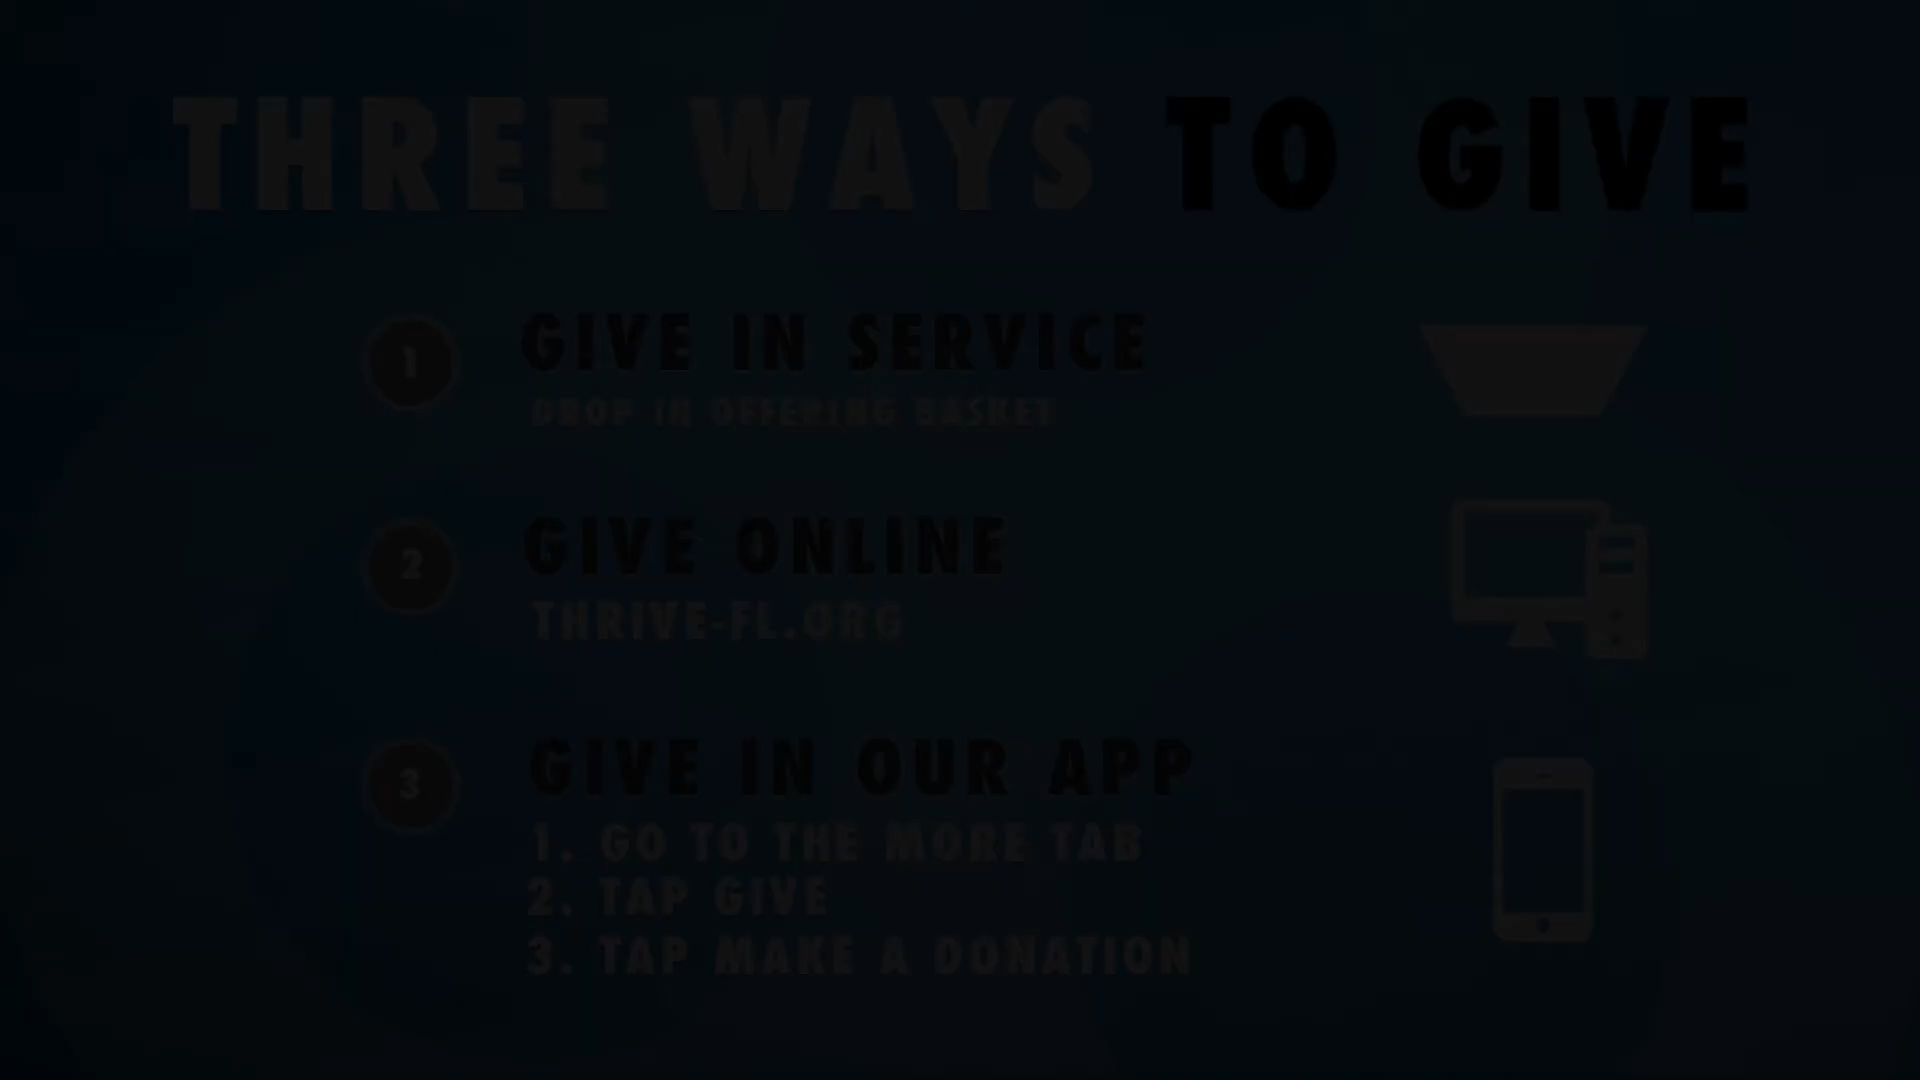 THREE WAYS TO GIVE
1
GIVE IN SERVICE
DROP IN OFFERING BASKET
2
GIVE ONLINE
THRIVE-FL.ORG
3
GIVE IN OUR APP
1. GO TO THE MORE TAB
2. TAP GIVE
3. TAP MAKE A DONATION